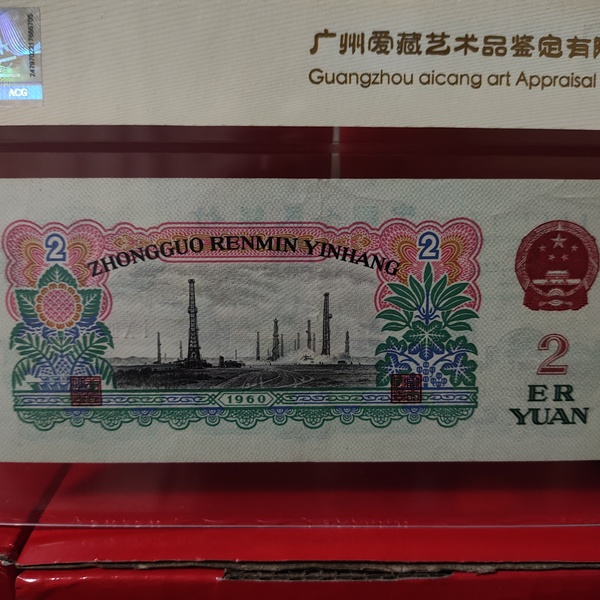 ACG
广州爱藏艺术品鉴定有
Guangzhou aicang art Appraisal
2
ZHONGGUO RENMIN YINHANG
2
1960
2
ER
YUAN